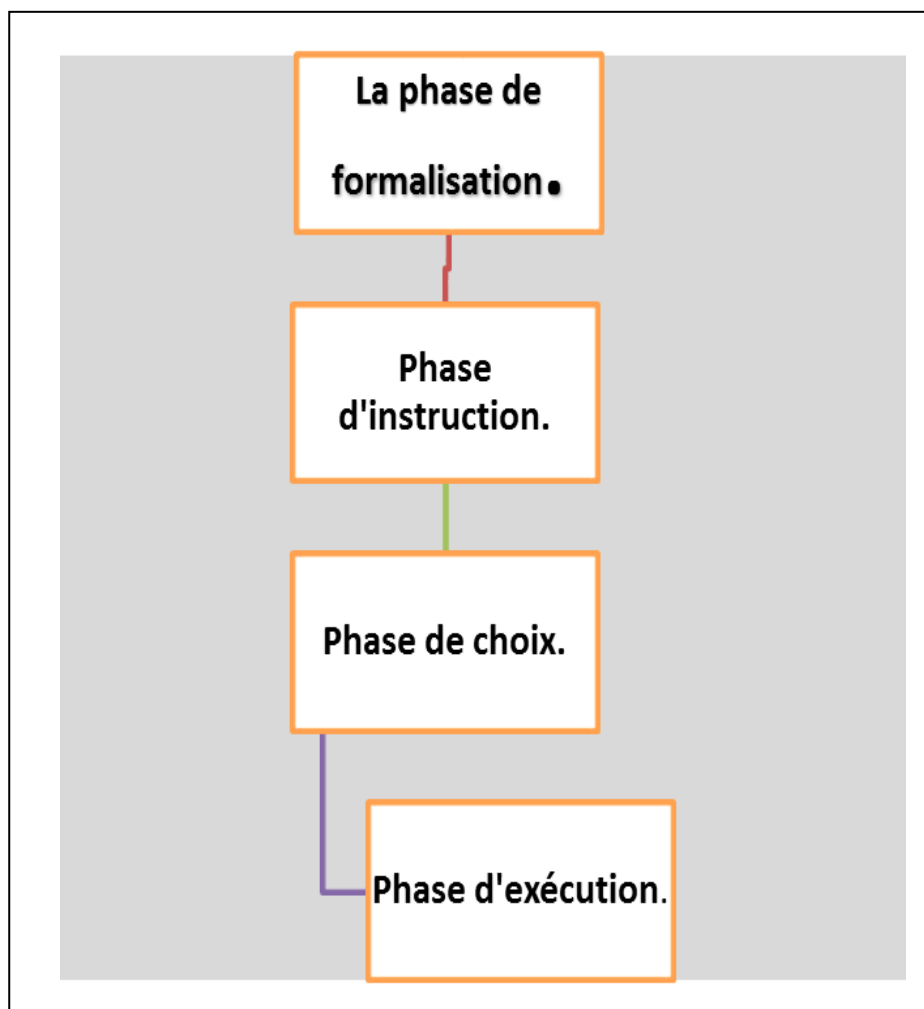 La phase de
formalisation.
Phase
d'instruction.
Phase de choix.
Phase d'exécution.